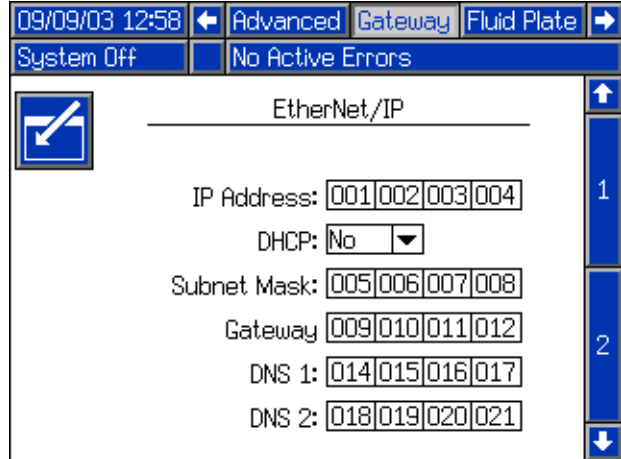 09/09/03 12:58 Advanced Gateway Fluid Plate
System Off No Active Errors
EtherNet/IP
IP Address: 001 002 003 004
1
DHCP: No
Subnet Mask: 005 006 007 008
Gateway 009 010 011 012
2
DNS 1: 014 015 016 017
DNS 2: 018 019 020 021